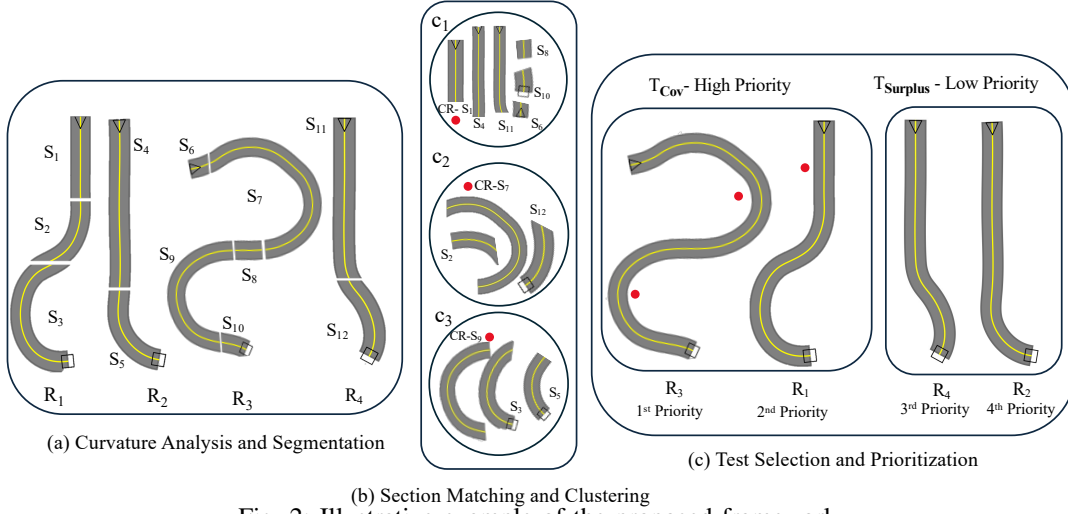 S1
S2
S3
R1
S4
S5
R2
S6
S7
S9
S8
S10
R3
S11
S12
R4
(a) Curvature Analysis and Segmentation
c1
S8
S10
CR- S1
S4
S11
S6
c2
CR-S7
S12
S2
c3
CR-S9
S3
S5
(b) Section Matching and Clustering
TCov- High Priority
TSurplus - Low Priority
R3
1st Priority
R1
2nd Priority
R4
3rd Priority
R2
4th Priority
(c) Test Selection and Prioritization